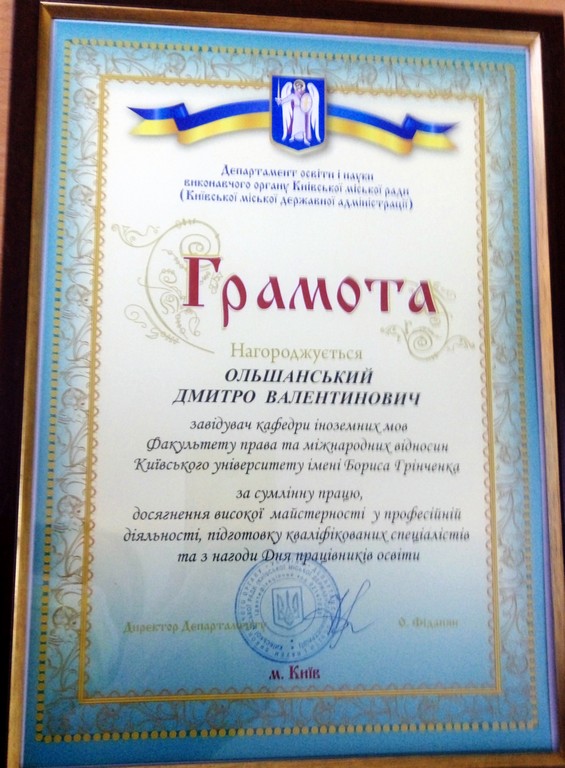 Департамент освіти і науки
виконавчого органу Київської міської ради
(Київської міської державної адміністрації)
Грамота
Нагороджується
ОЛЬШАНСЬКИЙ
ДМИТРО ВАЛЕНТИНОВИЧ
завідувач кафедри іноземних мов
Факультету права та міжнародних відносин
Київського університету імені Бориса Грінченка
за сумлінну працю,
досягнення високої майстерності у професійній
діяльності, підготовку кваліфікованих спеціалістів
та з нагоди Дня працівників освіти
Директор Департаменту О. Фіданян
м. Київ